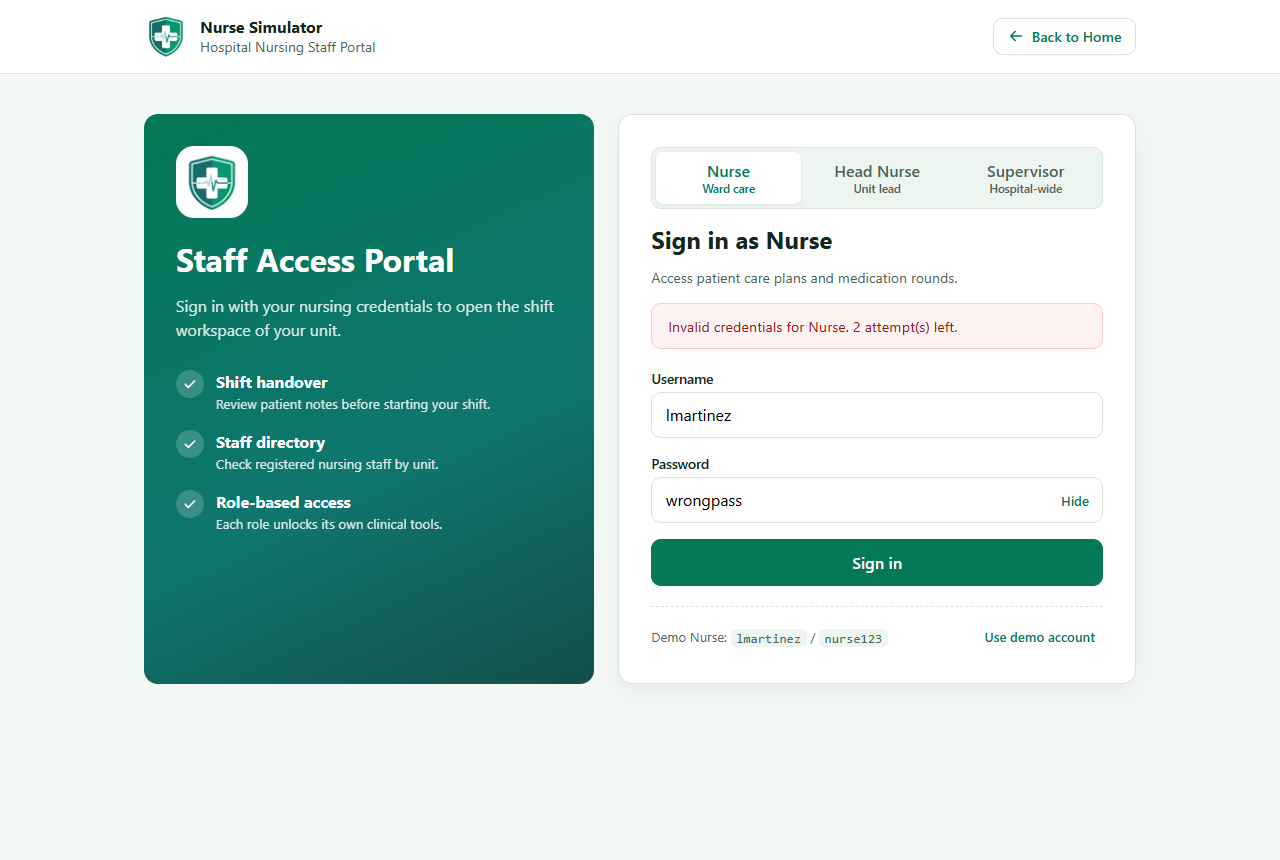 Nurse Simulator
Hospital Nursing Staff Portal
Back to Home
Staff Access Portal
Sign in with your nursing credentials to open the shift
workspace of your unit.
Shift handover
Review patient notes before starting your shift.
Staff directory
Check registered nursing staff by unit.
Role-based access
Each role unlocks its own clinical tools.
Nurse
Ward care
Head Nurse
Unit lead
Supervisor
Hospital-wide
Sign in as Nurse
Access patient care plans and medication rounds.
Invalid credentials for Nurse. 2 attempt(s) left.
Username
lmartinez
Password
wrongpass
Hide
Sign in
Demo Nurse: lmartinez / nurse123
Use demo account